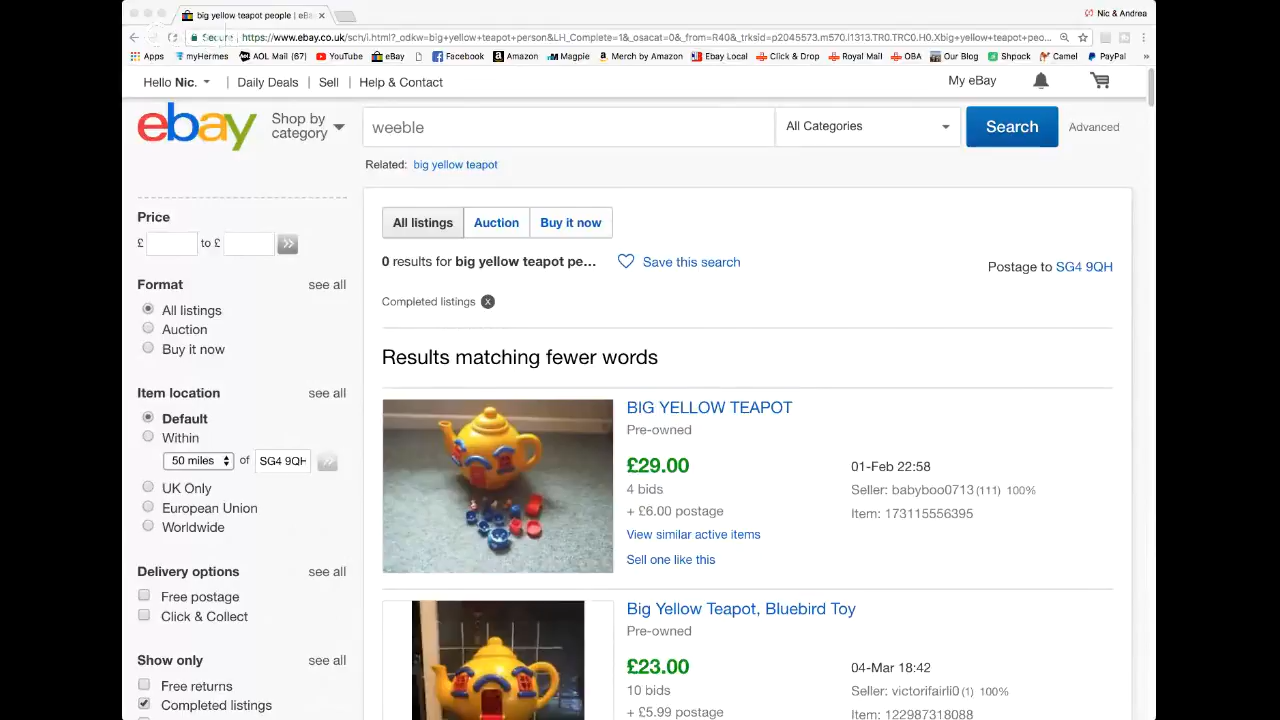 big yellow teapot people | eBa
Nic & Andrea
Secure https://www.ebay.co.uk/sch/i.html?_odkw=big+yellow+teapot+person&LH_Complete=1&_osacat=0&_from=R40&_trksid=p2045573.m570.l1313.TR0.TRC0.H0.Xbig+yellow+teapot+peo...
Apps myHermes AOL Mail (67) YouTube eBay Facebook Amazon Magpie Merch by Amazon eBay Local Click & Drop Royal Mail OBA Our Blog Shpock Camel PayPal »
Hello Nic. Daily Deals Sell Help & Contact My eBay
ebay Shop by category weeble All Categories Search Advanced
Related: big yellow teapot
Price
£ to £
Format see all
All listings
Auction
Buy it now
Item location see all
Default
Within
50 miles of SG4 9QH
UK Only
European Union
Worldwide
Delivery options see all
Free postage
Click & Collect
Show only see all
Free returns
Completed listings
All listings Auction Buy it now
0 results for big yellow teapot pe... Save this search
Postage to SG4 9QH
Completed listings
Results matching fewer words
BIG YELLOW TEAPOT
Pre-owned
£29.00 01-Feb 22:58
4 bids Seller: babyboo0713 (111) 100%
+ £6.00 postage Item: 173115556395
View similar active items
Sell one like this
Big Yellow Teapot, Bluebird Toy
Pre-owned
£23.00 04-Mar 18:42
10 bids Seller: victorifairli0 (1) 100%
+ £5.99 postage Item: 122987318088